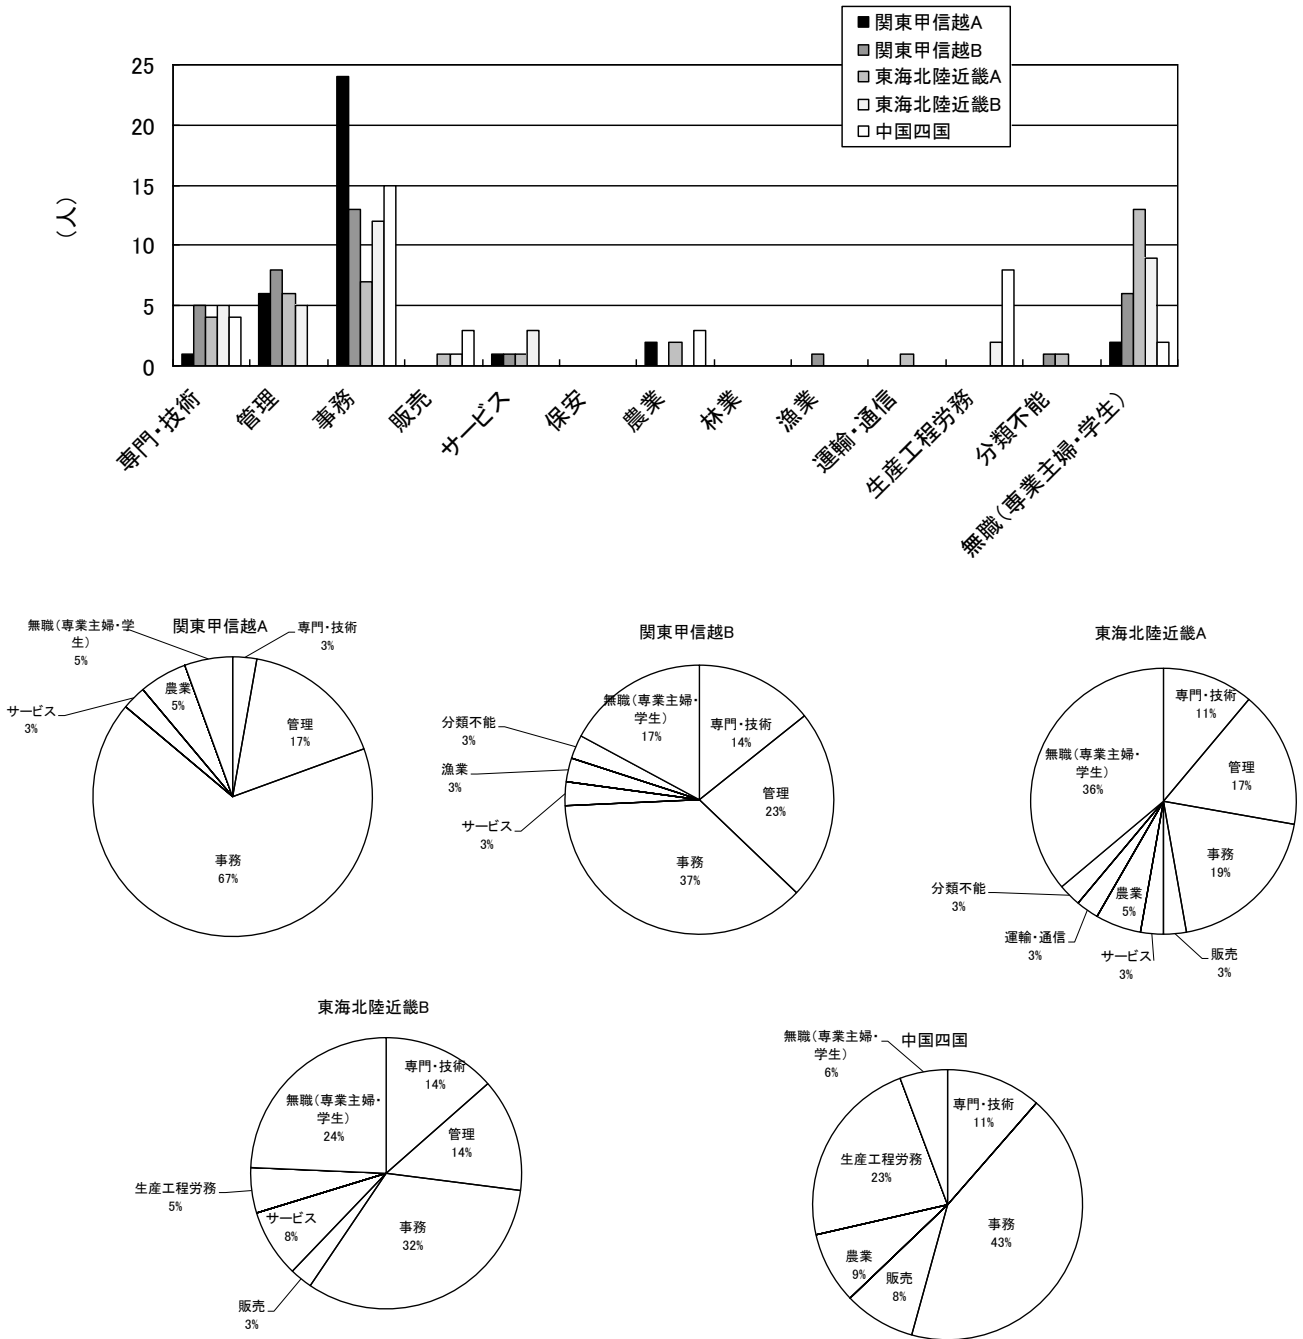 関東甲信越A
関東甲信越B
東海北陸近畿A
東海北陸近畿B
中国四国
25
20
15
10
5
0
(人)
専門・技術
管理
事務
販売
サービス
保安
農業
林業
漁業
運輸・通信
生産工程労務
分類不能
無職(専業主婦・学生)
関東甲信越A
無職(専業主婦・学
生)
5%
専門・技術
3%
農業
5%
サービス
3%
管理
17%
事務
67%
関東甲信越B
無職(専業主婦・
学生)
17%
専門・技術
14%
分類不能
3%
漁業
3%
管理
23%
サービス
3%
事務
37%
東海北陸近畿A
専門・技術
11%
無職(専業主婦・
学生)
36%
管理
17%
事務
19%
分類不能
3%
農業
5%
運輸・通信
3%
サービス
3%
販売
3%
東海北陸近畿B
専門・技術
14%
無職(専業主婦・
学生)
24%
管理
14%
生産工程労務
5%
サービス
8%
事務
32%
販売
3%
中国四国
無職(専業主婦・
学生)
6%
専門・技術
11%
生産工程労務
23%
事務
43%
農業
9%
販売
8%